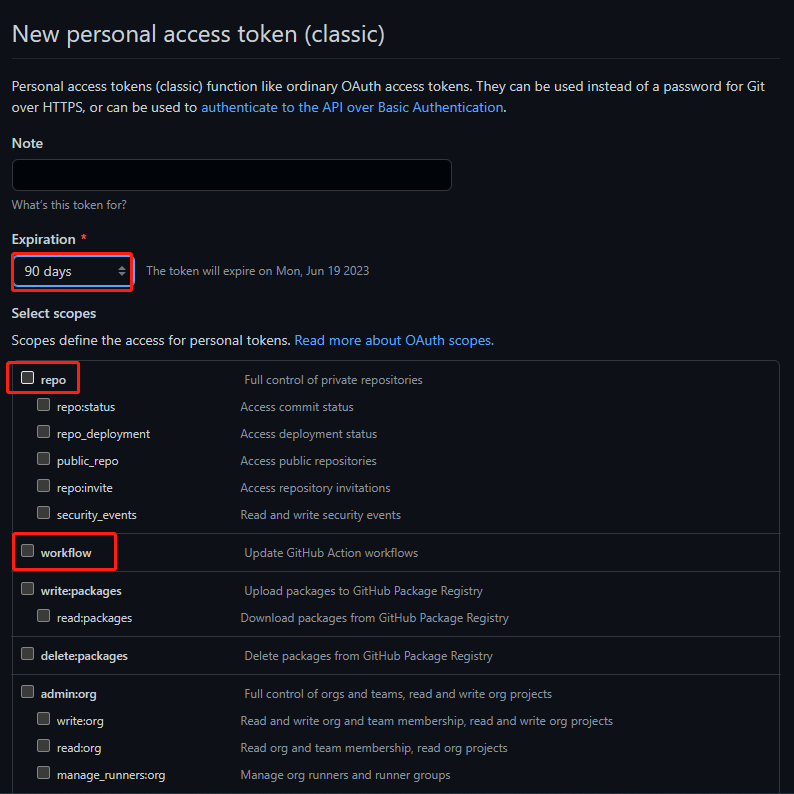 New personal access token (classic)
Personal access tokens (classic) function like ordinary OAuth access tokens. They can be used instead of a password for Git
over HTTPS, or can be used to authenticate to the API over Basic Authentication.
Note
What's this token for?
Expiration *
90 days The token will expire on Mon, Jun 19 2023
Select scopes
Scopes define the access for personal tokens. Read more about OAuth scopes.
repo Full control of private repositories
repo:status Access commit status
repo_deployment Access deployment status
public_repo Access public repositories
repo:invite Access repository invitations
security_events Read and write security events
workflow Update GitHub Action workflows
write:packages Upload packages to GitHub Package Registry
read:packages Download packages from GitHub Package Registry
delete:packages Delete packages from GitHub Package Registry
admin:org Full control of orgs and teams, read and write org projects
write:org Read and write org and team membership, read and write org projects
read:org Read org and team membership, read org projects
manage_runners:org Manage org runners and runner groups